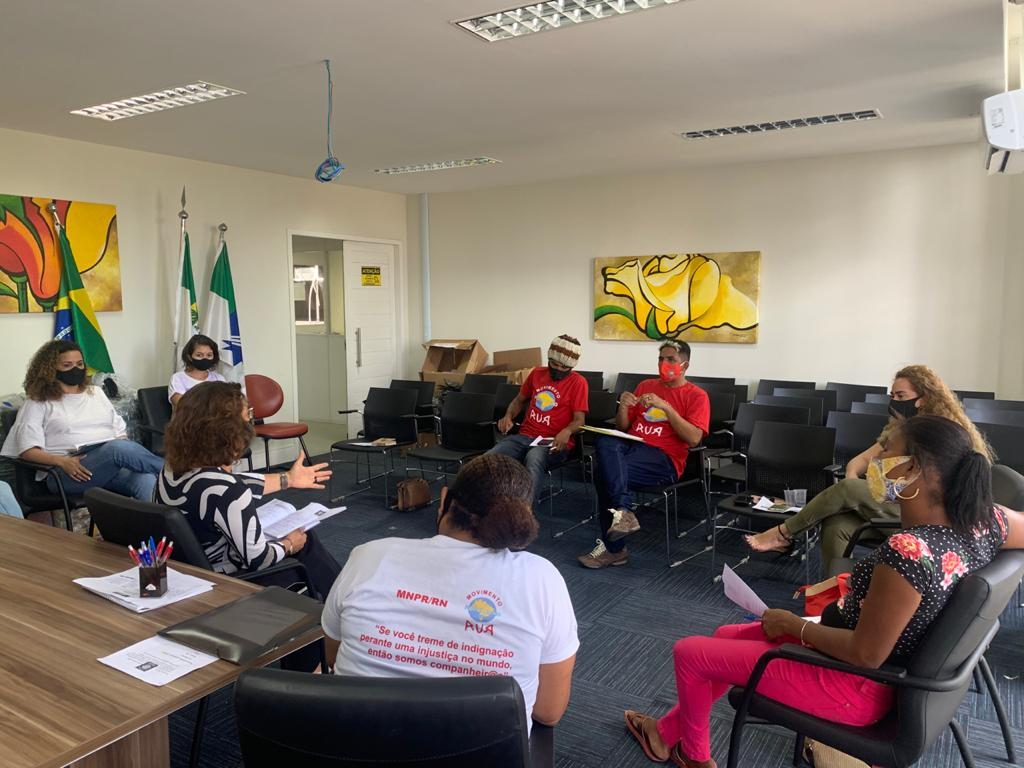 ATENÇÃO
RUA
MNPR/RN
MOVIMENTO
RUA
"Se você treme de indignação
perante uma injustiça no mundo,
então somos companheir@s"